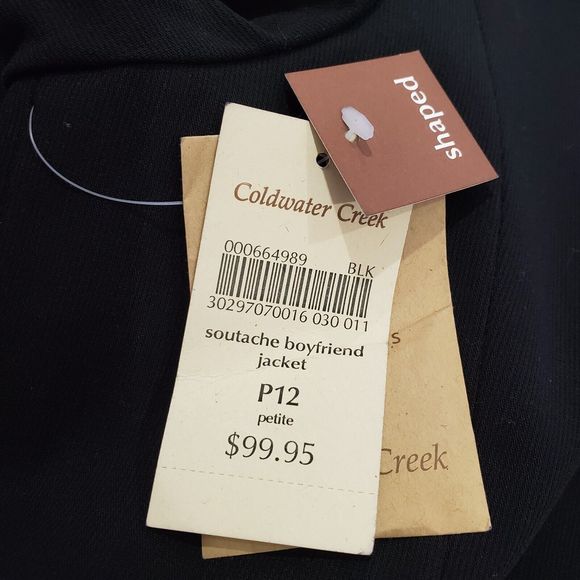 shaped
Coldwater Creek
000664989 BLK
30297070016 030 011
soutache boyfriend
jacket
P12
petite
$99.95
s
Creek